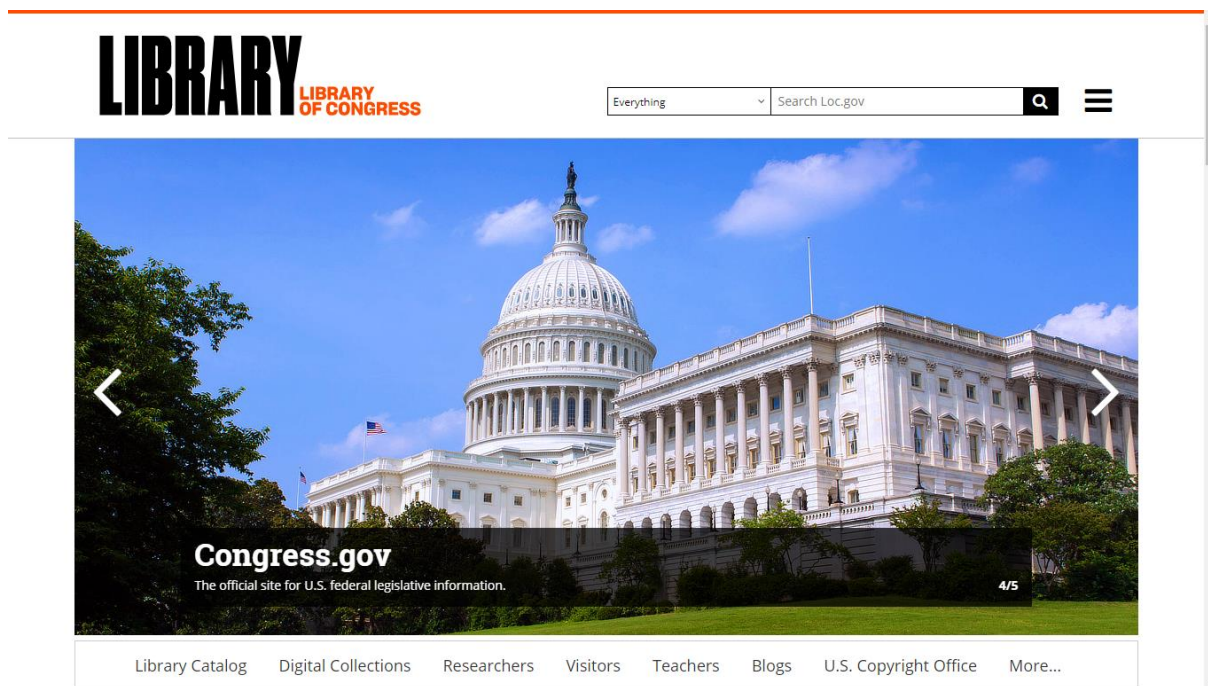 LIBRARY
LIBRARY
OF CONGRESS
Everything
Search Loc.gov
Congress.gov
The official site for U.S. federal legislative information.
4/5
Library Catalog Digital Collections Researchers Visitors Teachers Blogs U.S. Copyright Office More...